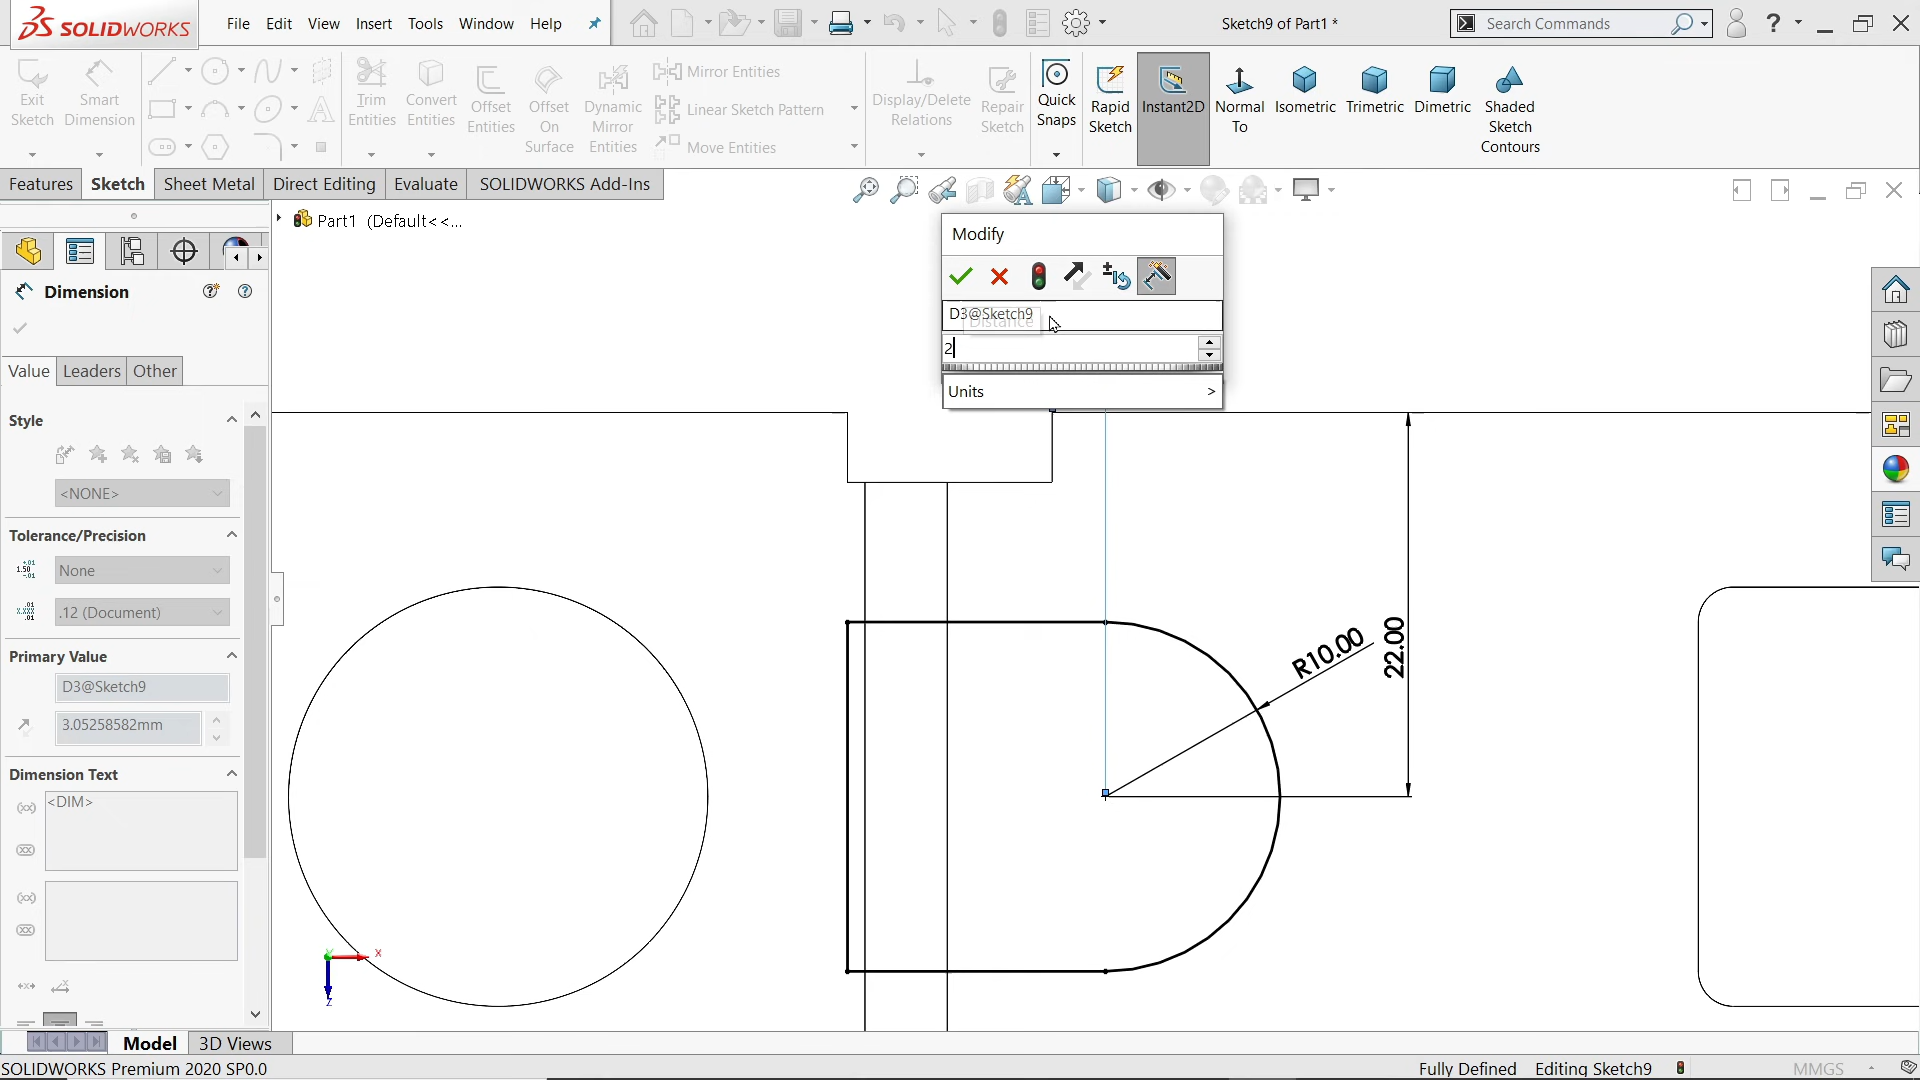 SOLIDWORKS File Edit View Insert Tools Window Help Sketch9 of Part1 * Search Commands ?
Exit Sketch
Smart Dimension
Trim Entities
Convert Entities
Offset Entities
Offset On Surface
Dynamic Mirror Entities
Mirror Entities
Linear Sketch Pattern
Move Entities
Display/Delete Relations
Repair Sketch
Quick Snaps
Rapid Sketch
Instant2D
Normal To
Isometric
Trimetric
Dimetric
Shaded Sketch Contours
Features Sketch Sheet Metal Direct Editing Evaluate SOLIDWORKS Add-Ins
Part1 (Default<<...
Modify
D3@Sketch9
Distance
2
Units >
Dimension
Value Leaders Other
Style
<NONE>
Tolerance/Precision
None
.12 (Document)
Primary Value
D3@Sketch9
3.05258582mm
Dimension Text
<DIM>
R10.00
22.00
X
Z
Model 3D Views
SOLIDWORKS Premium 2020 SP0.0 Fully Defined Editing Sketch9 MMGS